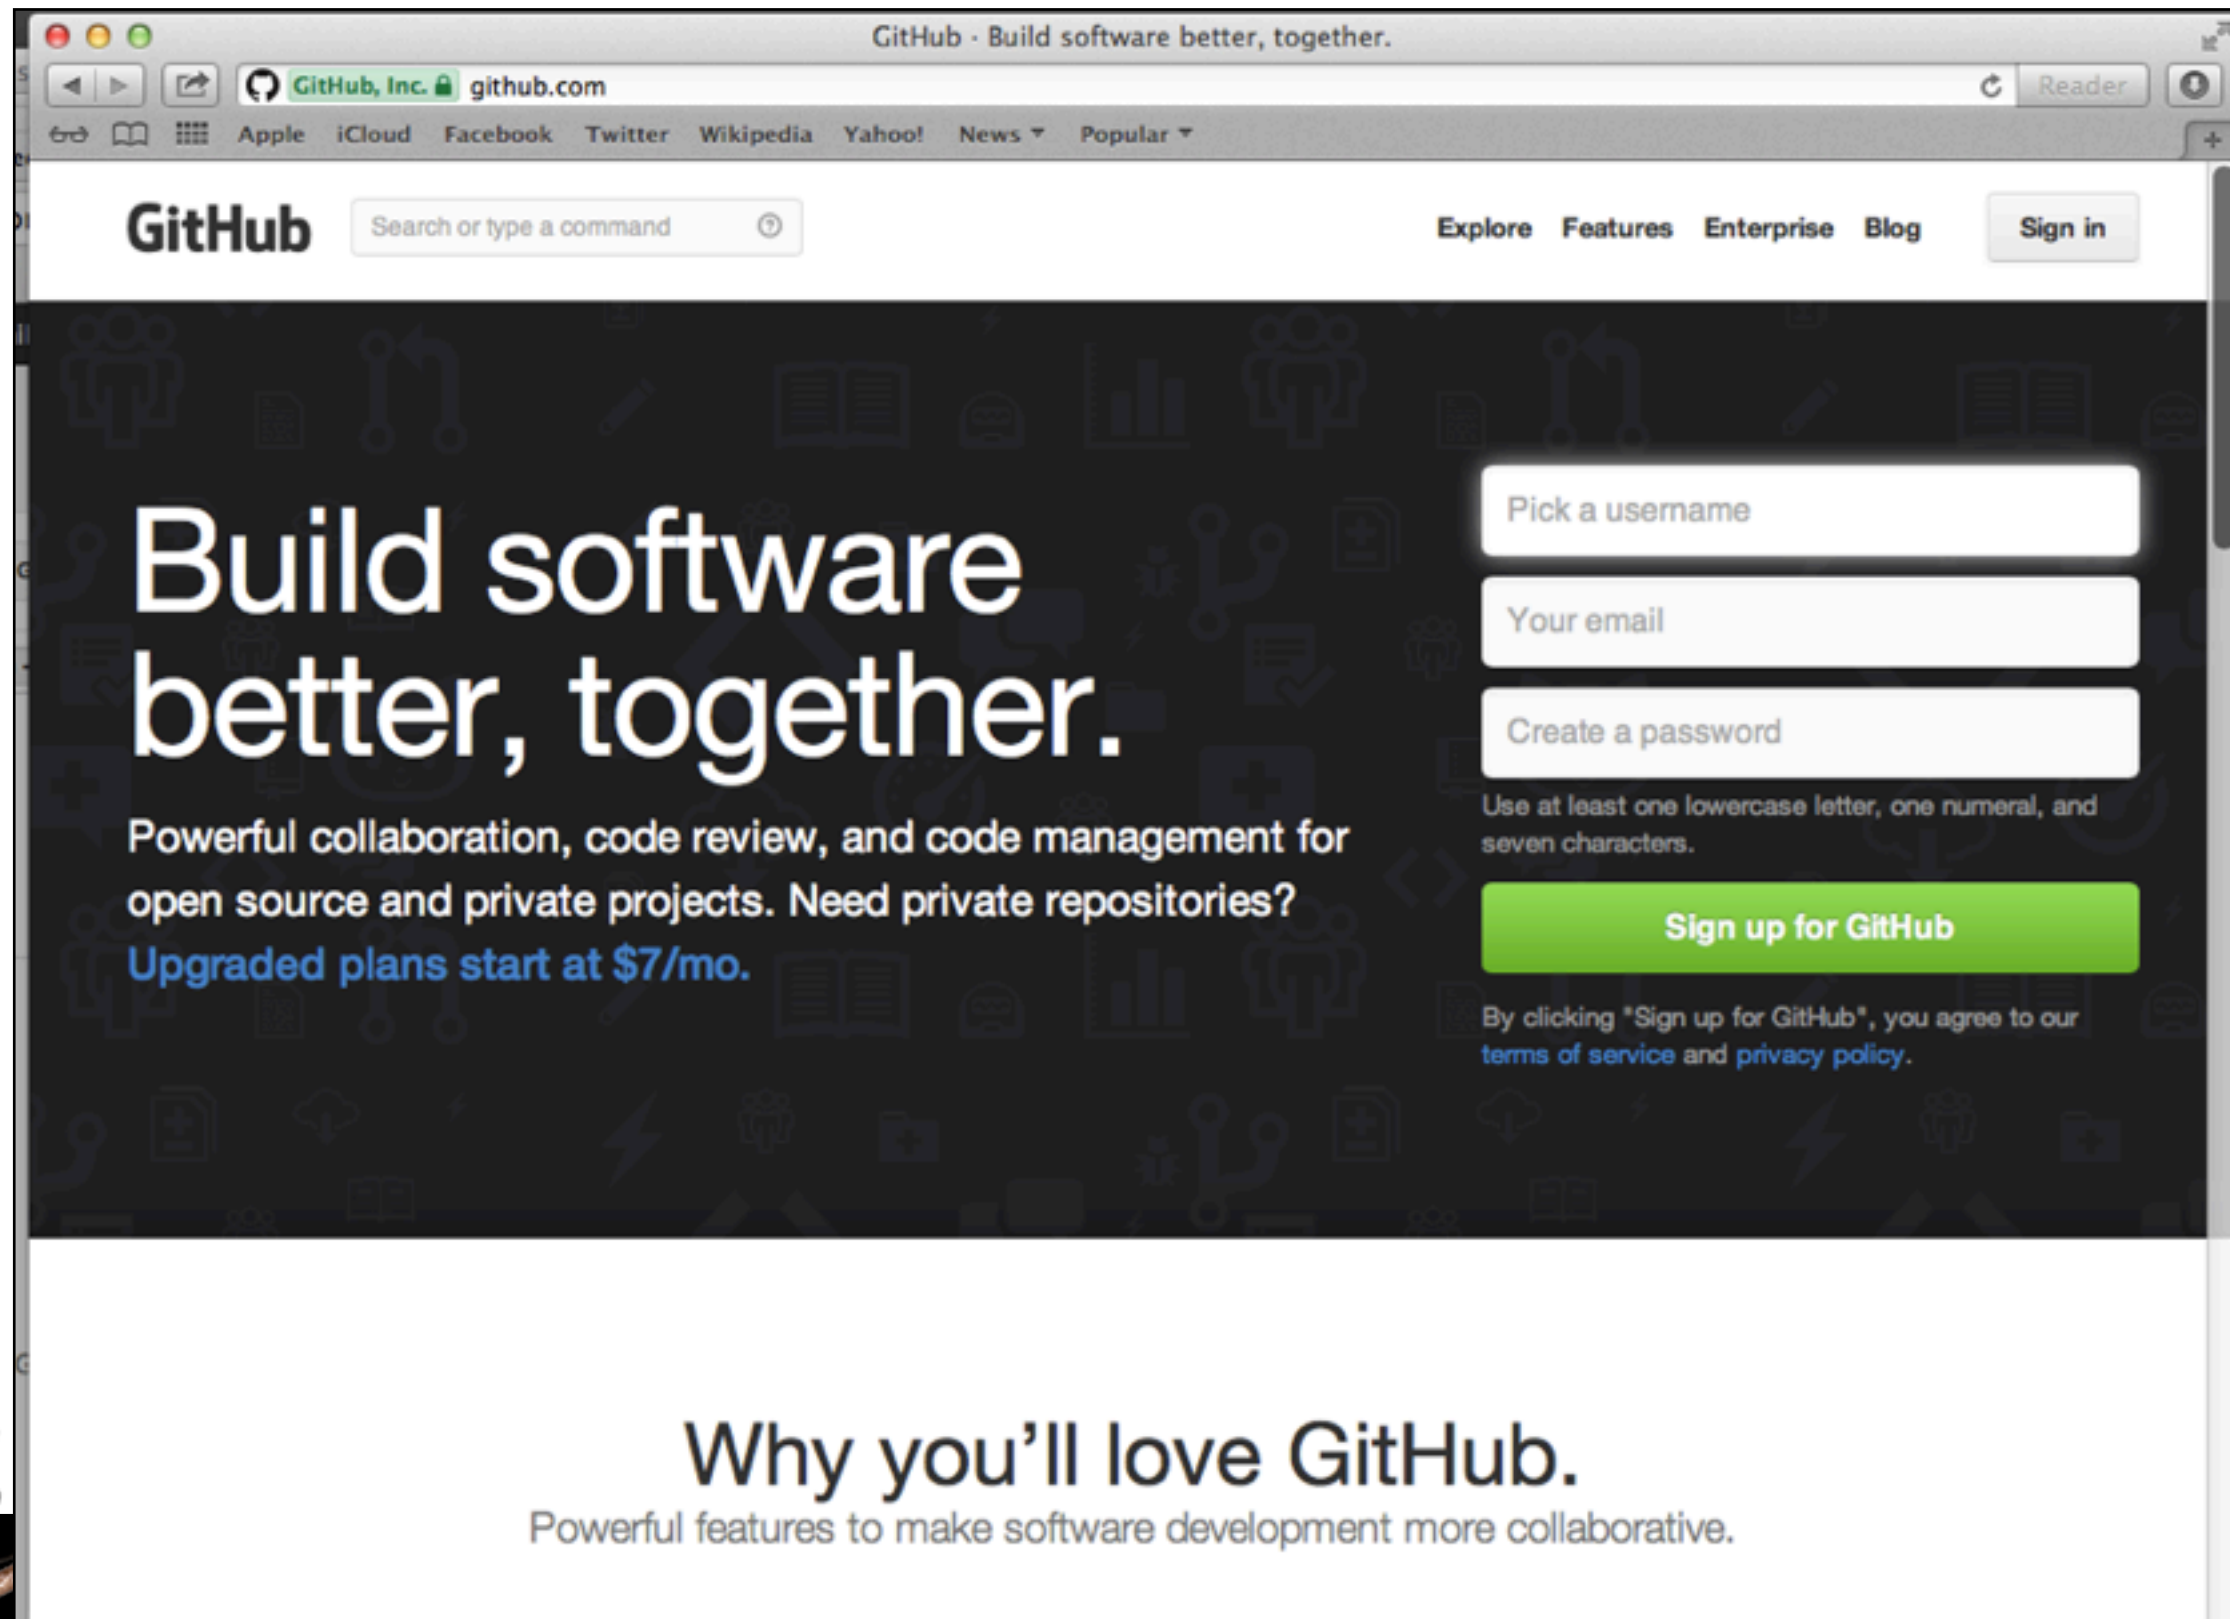 GitHub · Build software better, together.
GitHub, Inc. github.com Reader
Apple iCloud Facebook Twitter Wikipedia Yahoo! News Popular
GitHub Search or type a command Explore Features Enterprise Blog Sign in
Build software
better, together.
Powerful collaboration, code review, and code management for
open source and private projects. Need private repositories?
Upgraded plans start at $7/mo.
Pick a username
Your email
Create a password
Use at least one lowercase letter, one numeral, and
seven characters.
Sign up for GitHub
By clicking "Sign up for GitHub", you agree to our
terms of service and privacy policy.
Why you'll love GitHub.
Powerful features to make software development more collaborative.